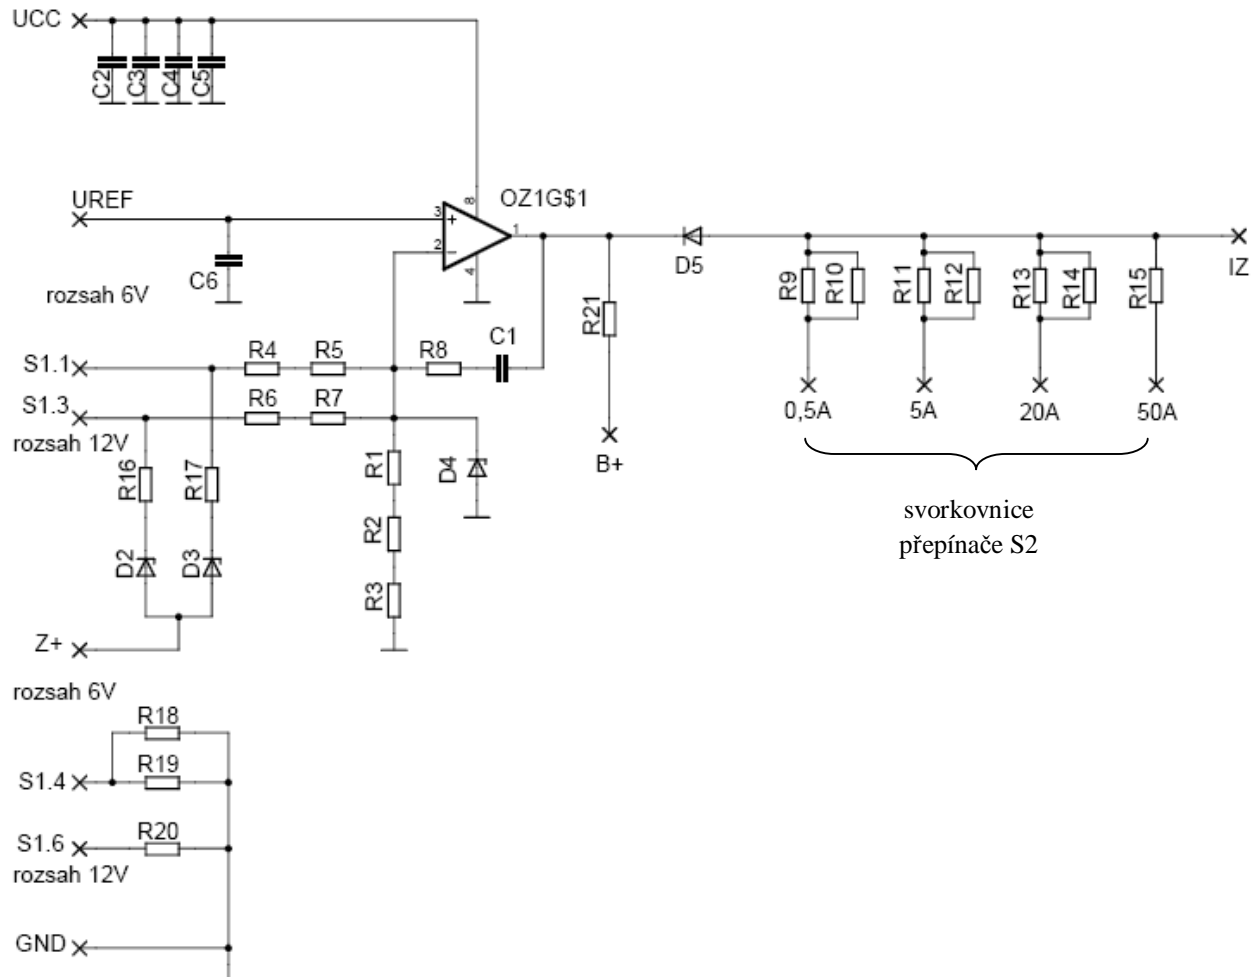 UCC
C2
C3
C4
C5
UREF
OZ1G$1
3
8
2
4
1
C6
rozsah 6V
D5
R9
R10
R11
R12
R13
R14
R15
IZ
R21
C1
S1.1
R4
R5
R8
S1.3
R6
R7
rozsah 12V
0,5A
5A
20A
50A
B+
R16
R17
R1
D4
svorkovnice
přepínače S2
D2
D3
R2
R3
Z+
rozsah 6V
R18
S1.4
R19
S1.6
R20
rozsah 12V
GND